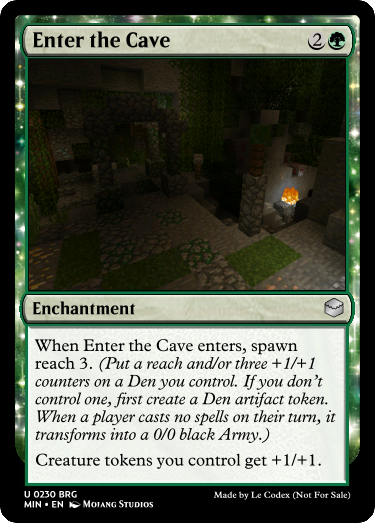 Enter the Cave 2
Enchantment
When Enter the Cave enters, spawn
reach 3. (Put a reach and/or three +1/+1
counters on a Den you control. If you don't
control one, first create a Den artifact token.
When a player casts no spells on their turn, it
transforms into a 0/0 black Army.)
Creature tokens you control get +1/+1.
U 0230 BRG
MIN • EN Mojang Studios
Made by Le Codex (Not For Sale)